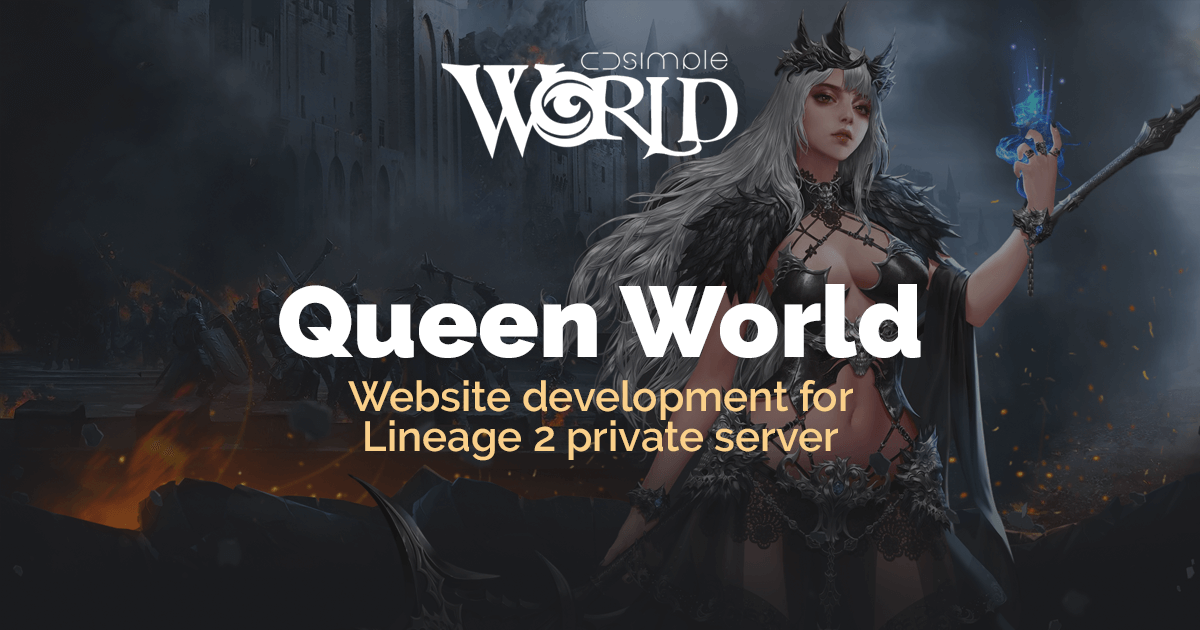 simple
WORLD
Queen World
Website development for
Lineage 2 private server